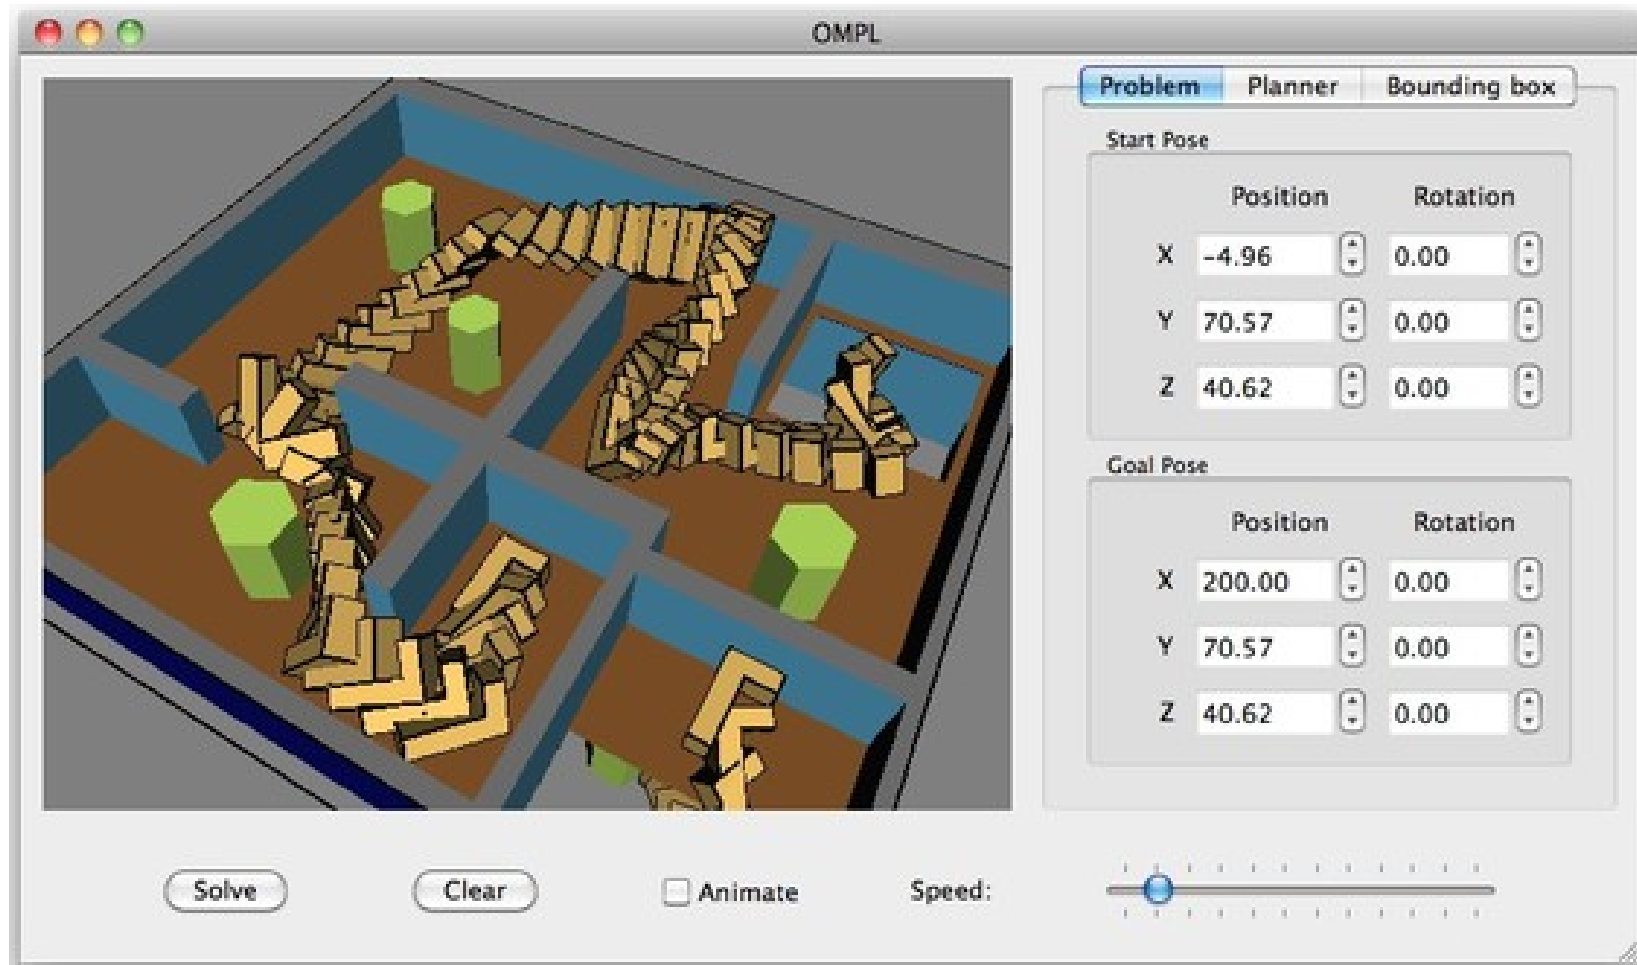 OMPL
Problem Planner Bounding box
Start Pose
Position Rotation
X -4.96 0.00
Y 70.57 0.00
Z 40.62 0.00
Goal Pose
Position Rotation
X 200.00 0.00
Y 70.57 0.00
Z 40.62 0.00
Solve Clear Animate Speed: